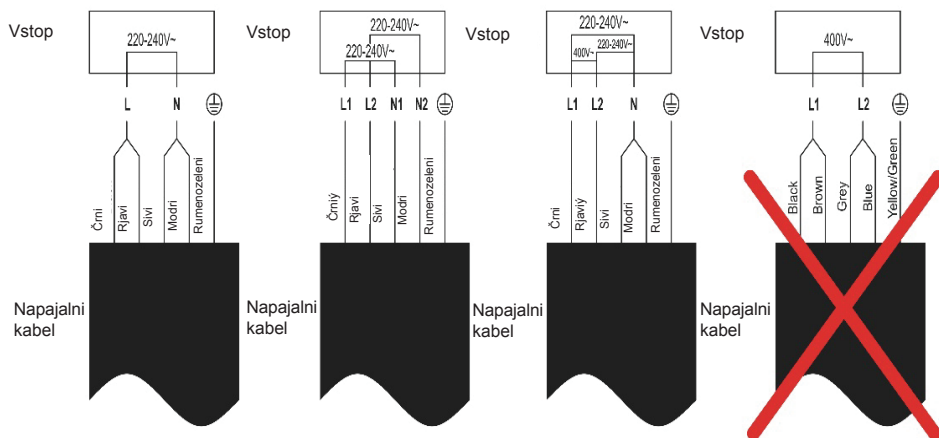 Vstop
220-240V~
L N
Črni
Rjavi
Sivi
Modri
Rumenozeleni
Napajalni
kabel
Vstop
220-240V~
220-240V~
L1 L2 N1 N2
Črniý
Rjavi
Sivi
Modri
Rumenozeleni
Napajalni
kabel
Vstop
220-240V~
400V~ 220-240V~
L1 L2 N
Črni
Rjaviý
Sivi
Modri
Rumenozeleni
Napajalni
kabel
Vstop
400V~
L1 L2
Black
Brown
Grey
Blue
Yellow/Green
Napajalni
kabel